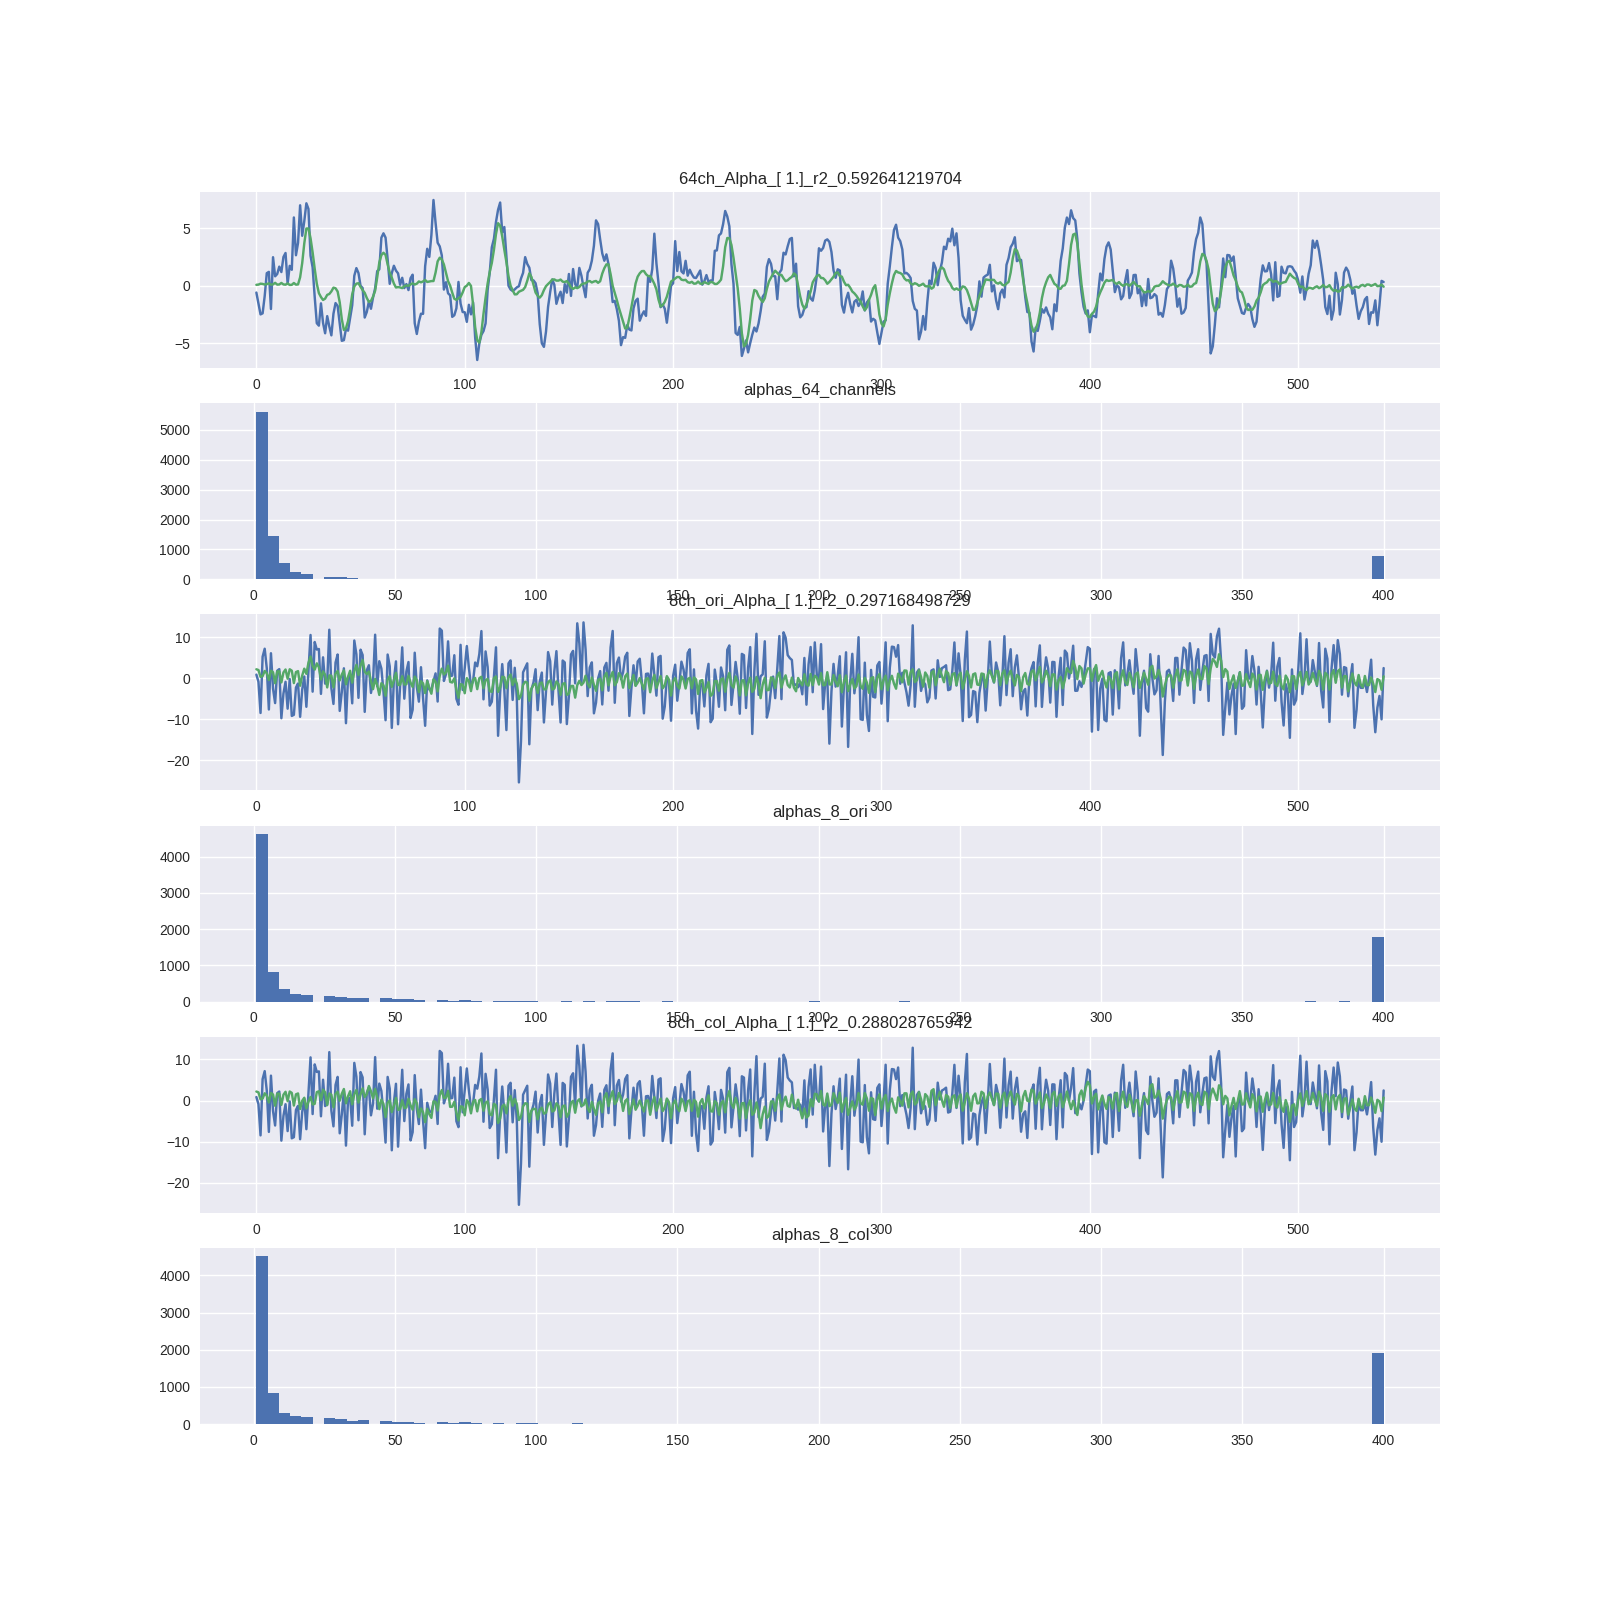 64ch_Alpha_[ 1.]_r2_0.592641219704
5
0
−5
0 100 200 300 400 500
alphas_64_channels
5000
4000
3000
2000
1000
0
0 50 100 150 200 250 300 350 400
8ch_ori_Alpha_[ 1.]_r2_0.297168498729
10
0
−10
−20
0 100 200 300 400 500
alphas_8_ori
4000
3000
2000
1000
0
0 50 100 150 200 250 300 350 400
8ch_col_Alpha_[ 1.]_r2_0.288028765942
10
0
−10
−20
0 100 200 300 400 500
alphas_8_col
4000
3000
2000
1000
0
0 50 100 150 200 250 300 350 400